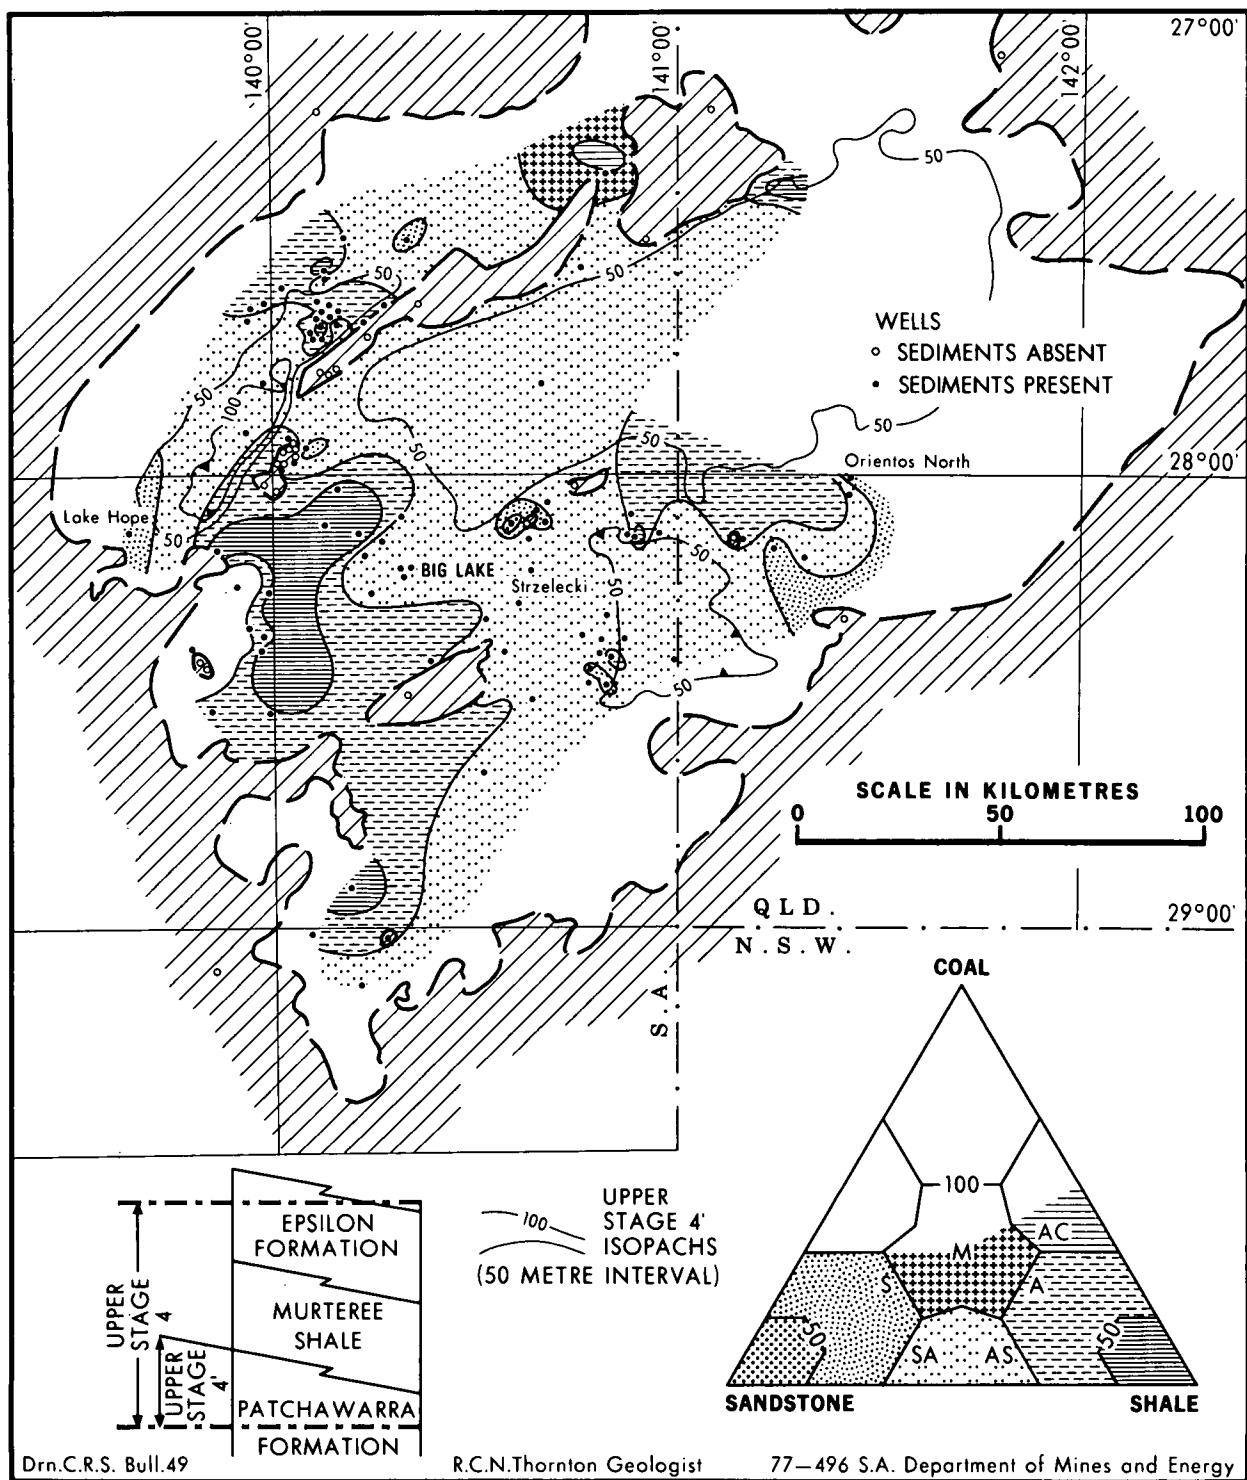 140°00'
141°00'
142°00'
27°00'
50
50
50
WELLS
SEDIMENTS ABSENT
SEDIMENTS PRESENT
50
100
50
50
50
Orientos North
28°00'
Lake Hope
50
BIG LAKE
Strzelecki
50
50
50
SCALE IN KILOMETRES
0 50 100
QLD.
N.S.W.
29°00'
S.A.
COAL
100
M
AC
S
A
50
50
SA
AS
SANDSTONE
SHALE
UPPER
STAGE 4'
ISOPACHS
(50 METRE INTERVAL)
100
EPSILON
FORMATION
MURTEREE
SHALE
PATCHAWARRA
FORMATION
UPPER
STAGE
4
UPPER
STAGE
4'
Drn.C.R.S. Bull.49
R.C.N.Thornton Geologist
77–496 S.A. Department of Mines and Energy